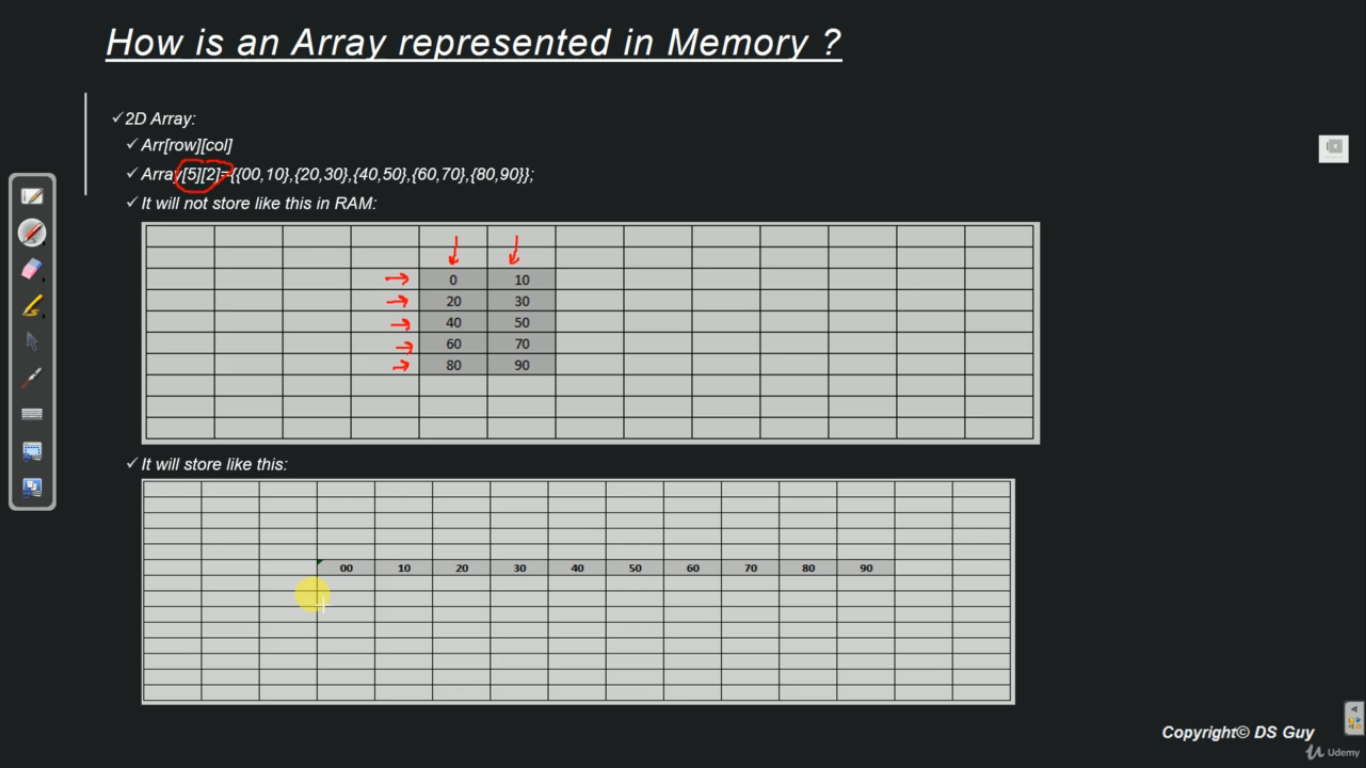 How is an Array represented in Memory ?
✓2D Array:
✓Arr[row][col]
✓Array[5][2]={{00,10},{20,30},{40,50},{60,70},{80,90}};
✓It will not store like this in RAM:
0 10
20 30
40 50
60 70
80 90
✓It will store like this:
00 10 20 30 40 50 60 70 80 90
Copyright© DS Guy
Udemy